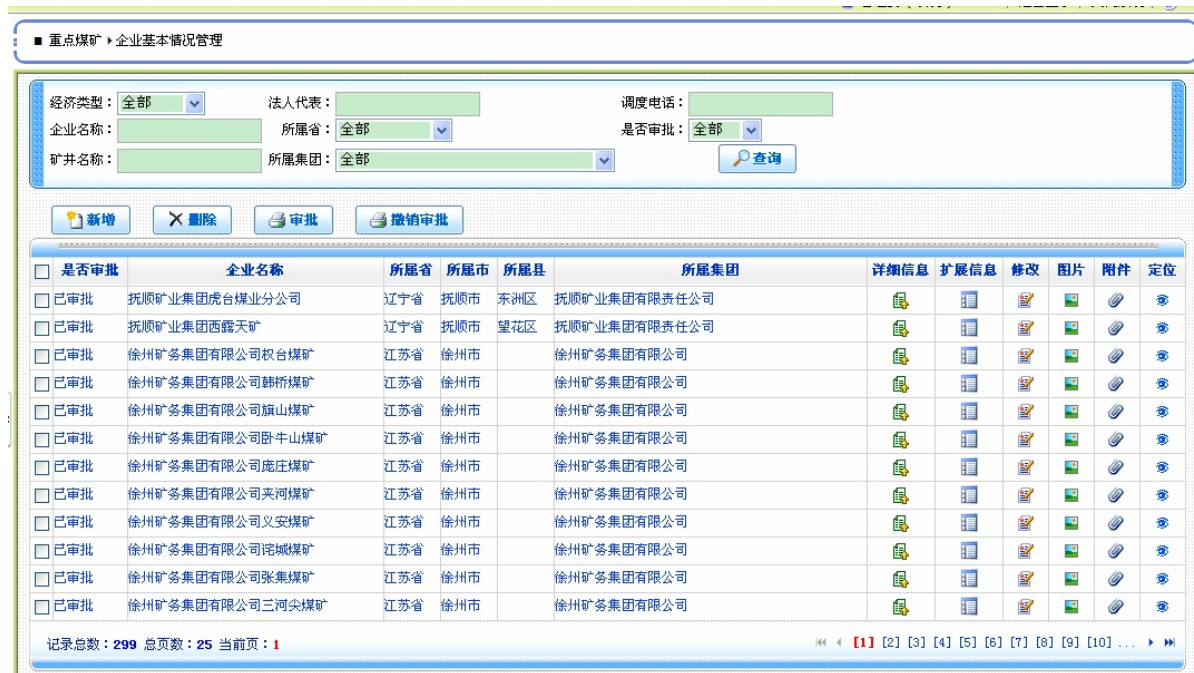 ■ 重点煤矿 ▸ 企业基本情况管理
经济类型： 全部 法人代表： 调度电话：
企业名称： 所属省： 全部 是否审批： 全部
矿井名称： 所属集团： 全部 查询
新增 删除 审批 撤销审批
是否审批 企业名称 所属省 所属市 所属县 所属集团 详细信息 扩展信息 修改 图片 附件 定位
已审批 抚顺矿业集团虎台煤业分公司 辽宁省 抚顺市 东洲区 抚顺矿业集团有限责任公司
已审批 抚顺矿业集团西露天矿 辽宁省 抚顺市 望花区 抚顺矿业集团有限责任公司
已审批 徐州矿务集团有限公司权台煤矿 江苏省 徐州市 徐州矿务集团有限公司
已审批 徐州矿务集团有限公司韩桥煤矿 江苏省 徐州市 徐州矿务集团有限公司
已审批 徐州矿务集团有限公司旗山煤矿 江苏省 徐州市 徐州矿务集团有限公司
已审批 徐州矿务集团有限公司卧牛山煤矿 江苏省 徐州市 徐州矿务集团有限公司
已审批 徐州矿务集团有限公司庞庄煤矿 江苏省 徐州市 徐州矿务集团有限公司
已审批 徐州矿务集团有限公司夹河煤矿 江苏省 徐州市 徐州矿务集团有限公司
已审批 徐州矿务集团有限公司义安煤矿 江苏省 徐州市 徐州矿务集团有限公司
已审批 徐州矿务集团有限公司诧城煤矿 江苏省 徐州市 徐州矿务集团有限公司
已审批 徐州矿务集团有限公司张集煤矿 江苏省 徐州市 徐州矿务集团有限公司
已审批 徐州矿务集团有限公司三河尖煤矿 江苏省 徐州市 徐州矿务集团有限公司
记录总数：299 总页数：25 当前页：1 [1] [2] [3] [4] [5] [6] [7] [8] [9] [10] ...